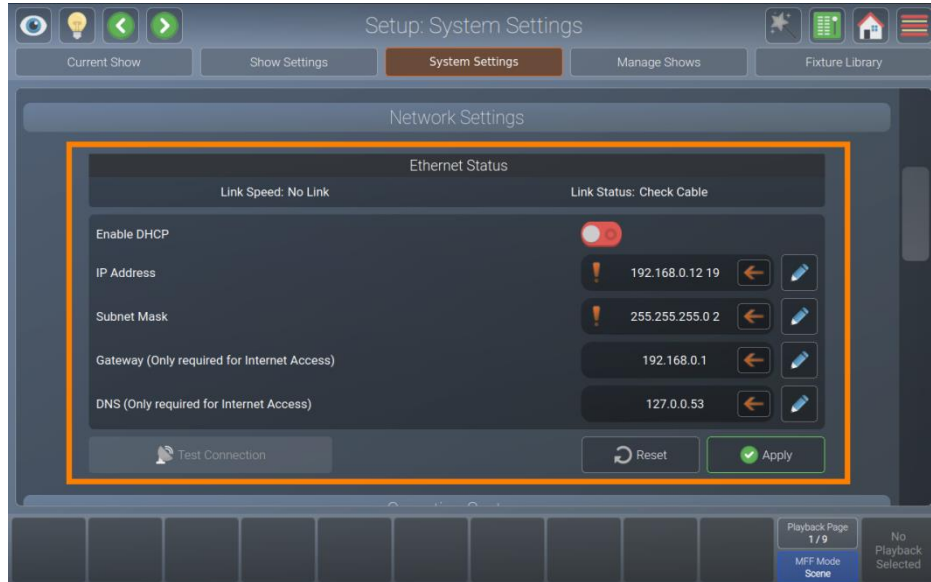 Setup: System Settings
Current Show Show Settings System Settings Manage Shows Fixture Library
Network Settings
Ethernet Status
Link Speed: No Link Link Status: Check Cable
Enable DHCP
IP Address 192.168.0.12 19
Subnet Mask 255.255.255.0 2
Gateway (Only required for Internet Access) 192.168.0.1
DNS (Only required for Internet Access) 127.0.0.53
Test Connection Reset Apply
Playback Page
1 / 9
MFF Mode
Scene
No
Playback
Selected